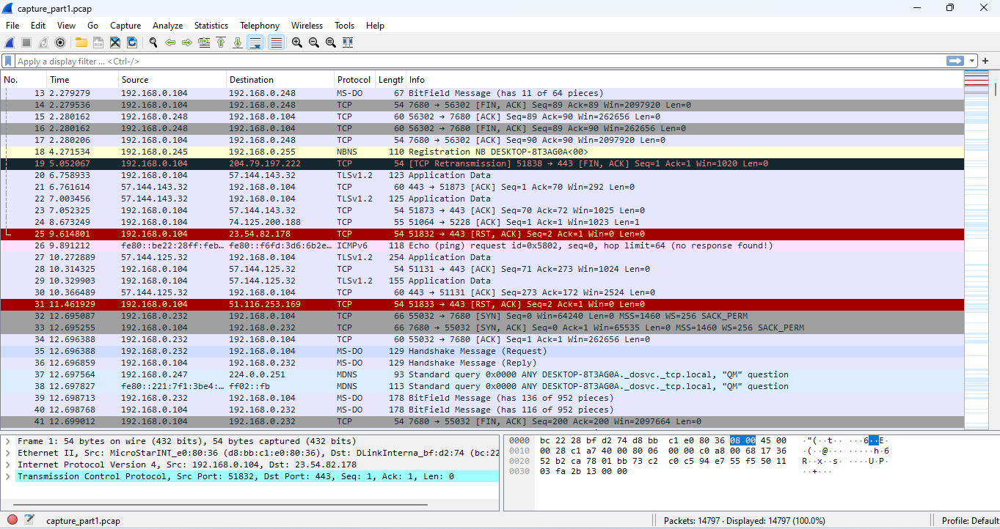 capture_part1.pcap
File Edit View Go Capture Analyze Statistics Telephony Wireless Tools Help
Apply a display filter ... <Ctrl-/>
No. Time Source Destination Protocol Length Info
13 2.279279 192.168.0.104 192.168.0.248 MS-DO 67 BitField Message (has 11 of 64 pieces)
14 2.279536 192.168.0.104 192.168.0.248 TCP 54 7680 → 56302 [FIN, ACK] Seq=89 Ack=89 Win=2097920 Len=0
15 2.280162 192.168.0.248 192.168.0.104 TCP 60 56302 → 7680 [ACK] Seq=89 Ack=90 Win=262656 Len=0
16 2.280162 192.168.0.248 192.168.0.104 TCP 60 56302 → 7680 [FIN, ACK] Seq=89 Ack=90 Win=262656 Len=0
17 2.280206 192.168.0.104 192.168.0.248 TCP 54 7680 → 56302 [ACK] Seq=90 Ack=90 Win=2097920 Len=0
18 4.271534 192.168.0.245 192.168.0.255 NBNS 110 Registration NB DESKTOP-8T3AG0A<00>
19 5.052067 192.168.0.104 204.79.197.222 TCP 54 [TCP Retransmission] 51838 → 443 [FIN, ACK] Seq=1 Ack=1 Win=1020 Len=0
20 6.758933 192.168.0.104 57.144.143.32 TLSv1.2 123 Application Data
21 6.761614 57.144.143.32 192.168.0.104 TCP 60 443 → 51873 [ACK] Seq=1 Ack=70 Win=292 Len=0
22 7.003456 57.144.143.32 192.168.0.104 TLSv1.2 125 Application Data
23 7.052325 192.168.0.104 57.144.143.32 TCP 54 51873 → 443 [ACK] Seq=70 Ack=72 Win=1025 Len=0
24 8.673249 192.168.0.104 74.125.200.188 TCP 55 51064 → 5228 [ACK] Seq=1 Ack=1 Win=1023 Len=1
25 9.614801 192.168.0.104 23.54.82.178 TCP 54 51832 → 443 [RST, ACK] Seq=2 Ack=1 Win=0 Len=0
26 9.891212 fe80::be22:28ff:feb… fe80::f6fd:3d6:6b2e… ICMPv6 118 Echo (ping) request id=0x5802, seq=0, hop limit=64 (no response found!)
27 10.272889 57.144.125.32 192.168.0.104 TLSv1.2 254 Application Data
28 10.314325 192.168.0.104 57.144.125.32 TCP 54 51131 → 443 [ACK] Seq=71 Ack=273 Win=1024 Len=0
29 10.329903 192.168.0.104 57.144.125.32 TLSv1.2 155 Application Data
30 10.366489 57.144.125.32 192.168.0.104 TCP 60 443 → 51131 [ACK] Seq=273 Ack=172 Win=2524 Len=0
31 11.461929 192.168.0.104 51.116.253.169 TCP 54 51833 → 443 [RST, ACK] Seq=2 Ack=1 Win=0 Len=0
32 12.695087 192.168.0.232 192.168.0.104 TCP 66 55032 → 7680 [SYN] Seq=0 Win=64240 Len=0 MSS=1460 WS=256 SACK_PERM
33 12.695255 192.168.0.104 192.168.0.232 TCP 66 7680 → 55032 [SYN, ACK] Seq=0 Ack=1 Win=65535 Len=0 MSS=1460 WS=256 SACK_PERM
34 12.696388 192.168.0.232 192.168.0.104 TCP 60 55032 → 7680 [ACK] Seq=1 Ack=1 Win=262656 Len=0
35 12.696388 192.168.0.232 192.168.0.104 MS-DO 129 Handshake Message (Request)
36 12.696859 192.168.0.104 192.168.0.232 MS-DO 129 Handshake Message (Reply)
37 12.697564 192.168.0.247 224.0.0.251 MDNS 93 Standard query 0x0000 ANY DESKTOP-8T3AG0A._dosvc._tcp.local, "QM" question
38 12.697827 fe80::221:7f1:3be4:… ff02::fb MDNS 113 Standard query 0x0000 ANY DESKTOP-8T3AG0A._dosvc._tcp.local, "QM" question
39 12.698713 192.168.0.232 192.168.0.104 MS-DO 178 BitField Message (has 136 of 952 pieces)
40 12.698768 192.168.0.104 192.168.0.232 MS-DO 178 BitField Message (has 116 of 952 pieces)
41 12.699012 192.168.0.104 192.168.0.232 TCP 54 7680 → 55032 [FIN, ACK] Seq=200 Ack=200 Win=2097664 Len=0
Frame 1: 54 bytes on wire (432 bits), 54 bytes captured (432 bits)
Ethernet II, Src: MicroStarINT_e0:80:36 (d8:bb:c1:e0:80:36), Dst: DLinkInterna_bf:d2:74 (bc:22
Internet Protocol Version 4, Src: 192.168.0.104, Dst: 23.54.82.178
Transmission Control Protocol, Src Port: 51832, Dst Port: 443, Seq: 1, Ack: 1, Len: 0
0000 bc 22 28 bf d2 74 d8 bb c1 e0 80 36 08 00 45 00 ·"(··t·· ···6··E·
0010 00 28 c1 a7 40 00 80 06 00 00 c0 a8 00 68 17 36 ·(··@··· ·····h·6
0020 52 b2 ca 78 01 bb 73 c2 c0 c5 94 e7 55 f5 50 11 R··x··s· ····U·P·
0030 03 fa 2b 13 00 00 ··+···
capture_part1.pcap
Packets: 14797 · Displayed: 14797 (100.0%)
Profile: Default